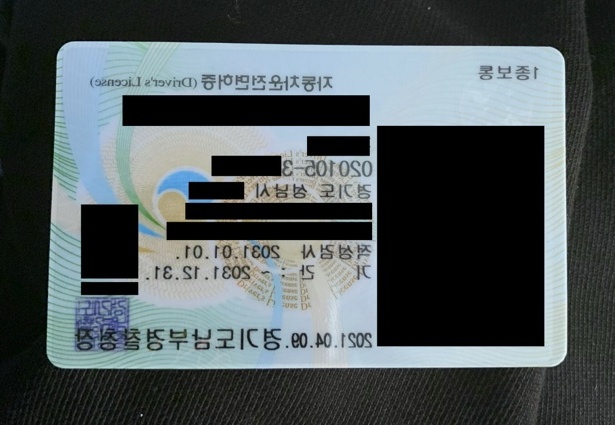 1종보통
자동차운전면허증 (Driver's License)
020105-3
경기도 성남시
적성검사 2031.01.01.
기 간 : ~ 2031.12.31.
2021.04.09. 경기도남부경찰청장